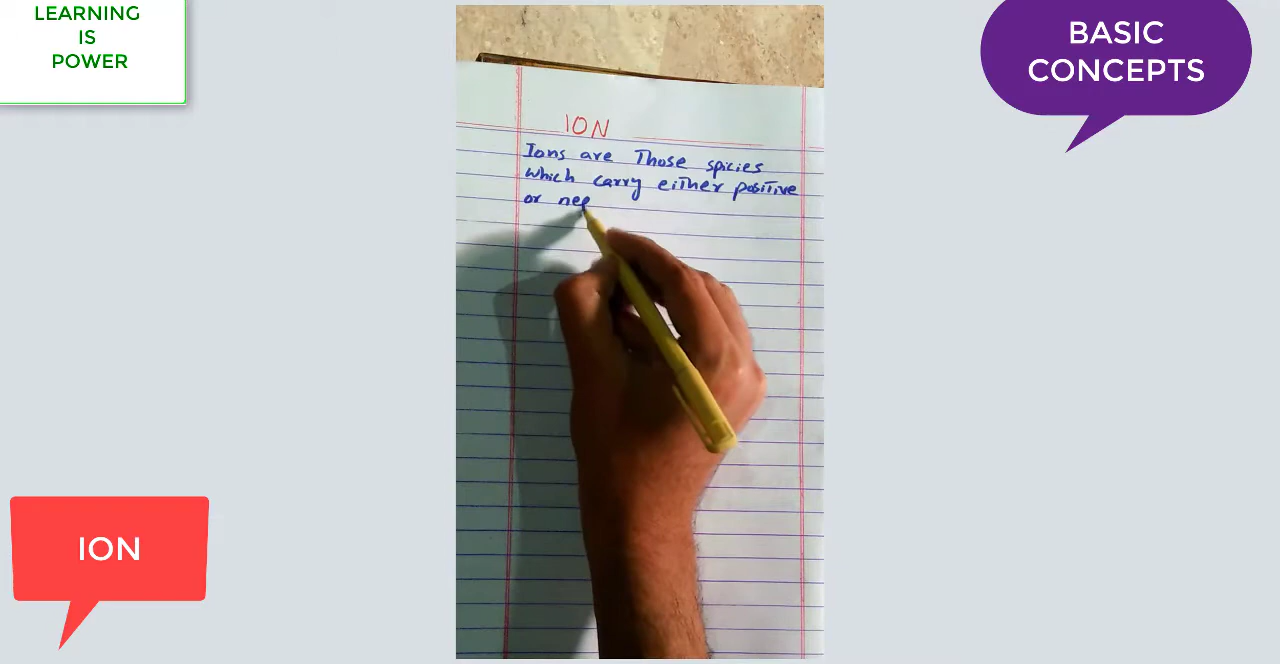 LEARNING
IS
POWER
BASIC
CONCEPTS
ION
Ions are Those spicies
which carry either positive
or neg
ION